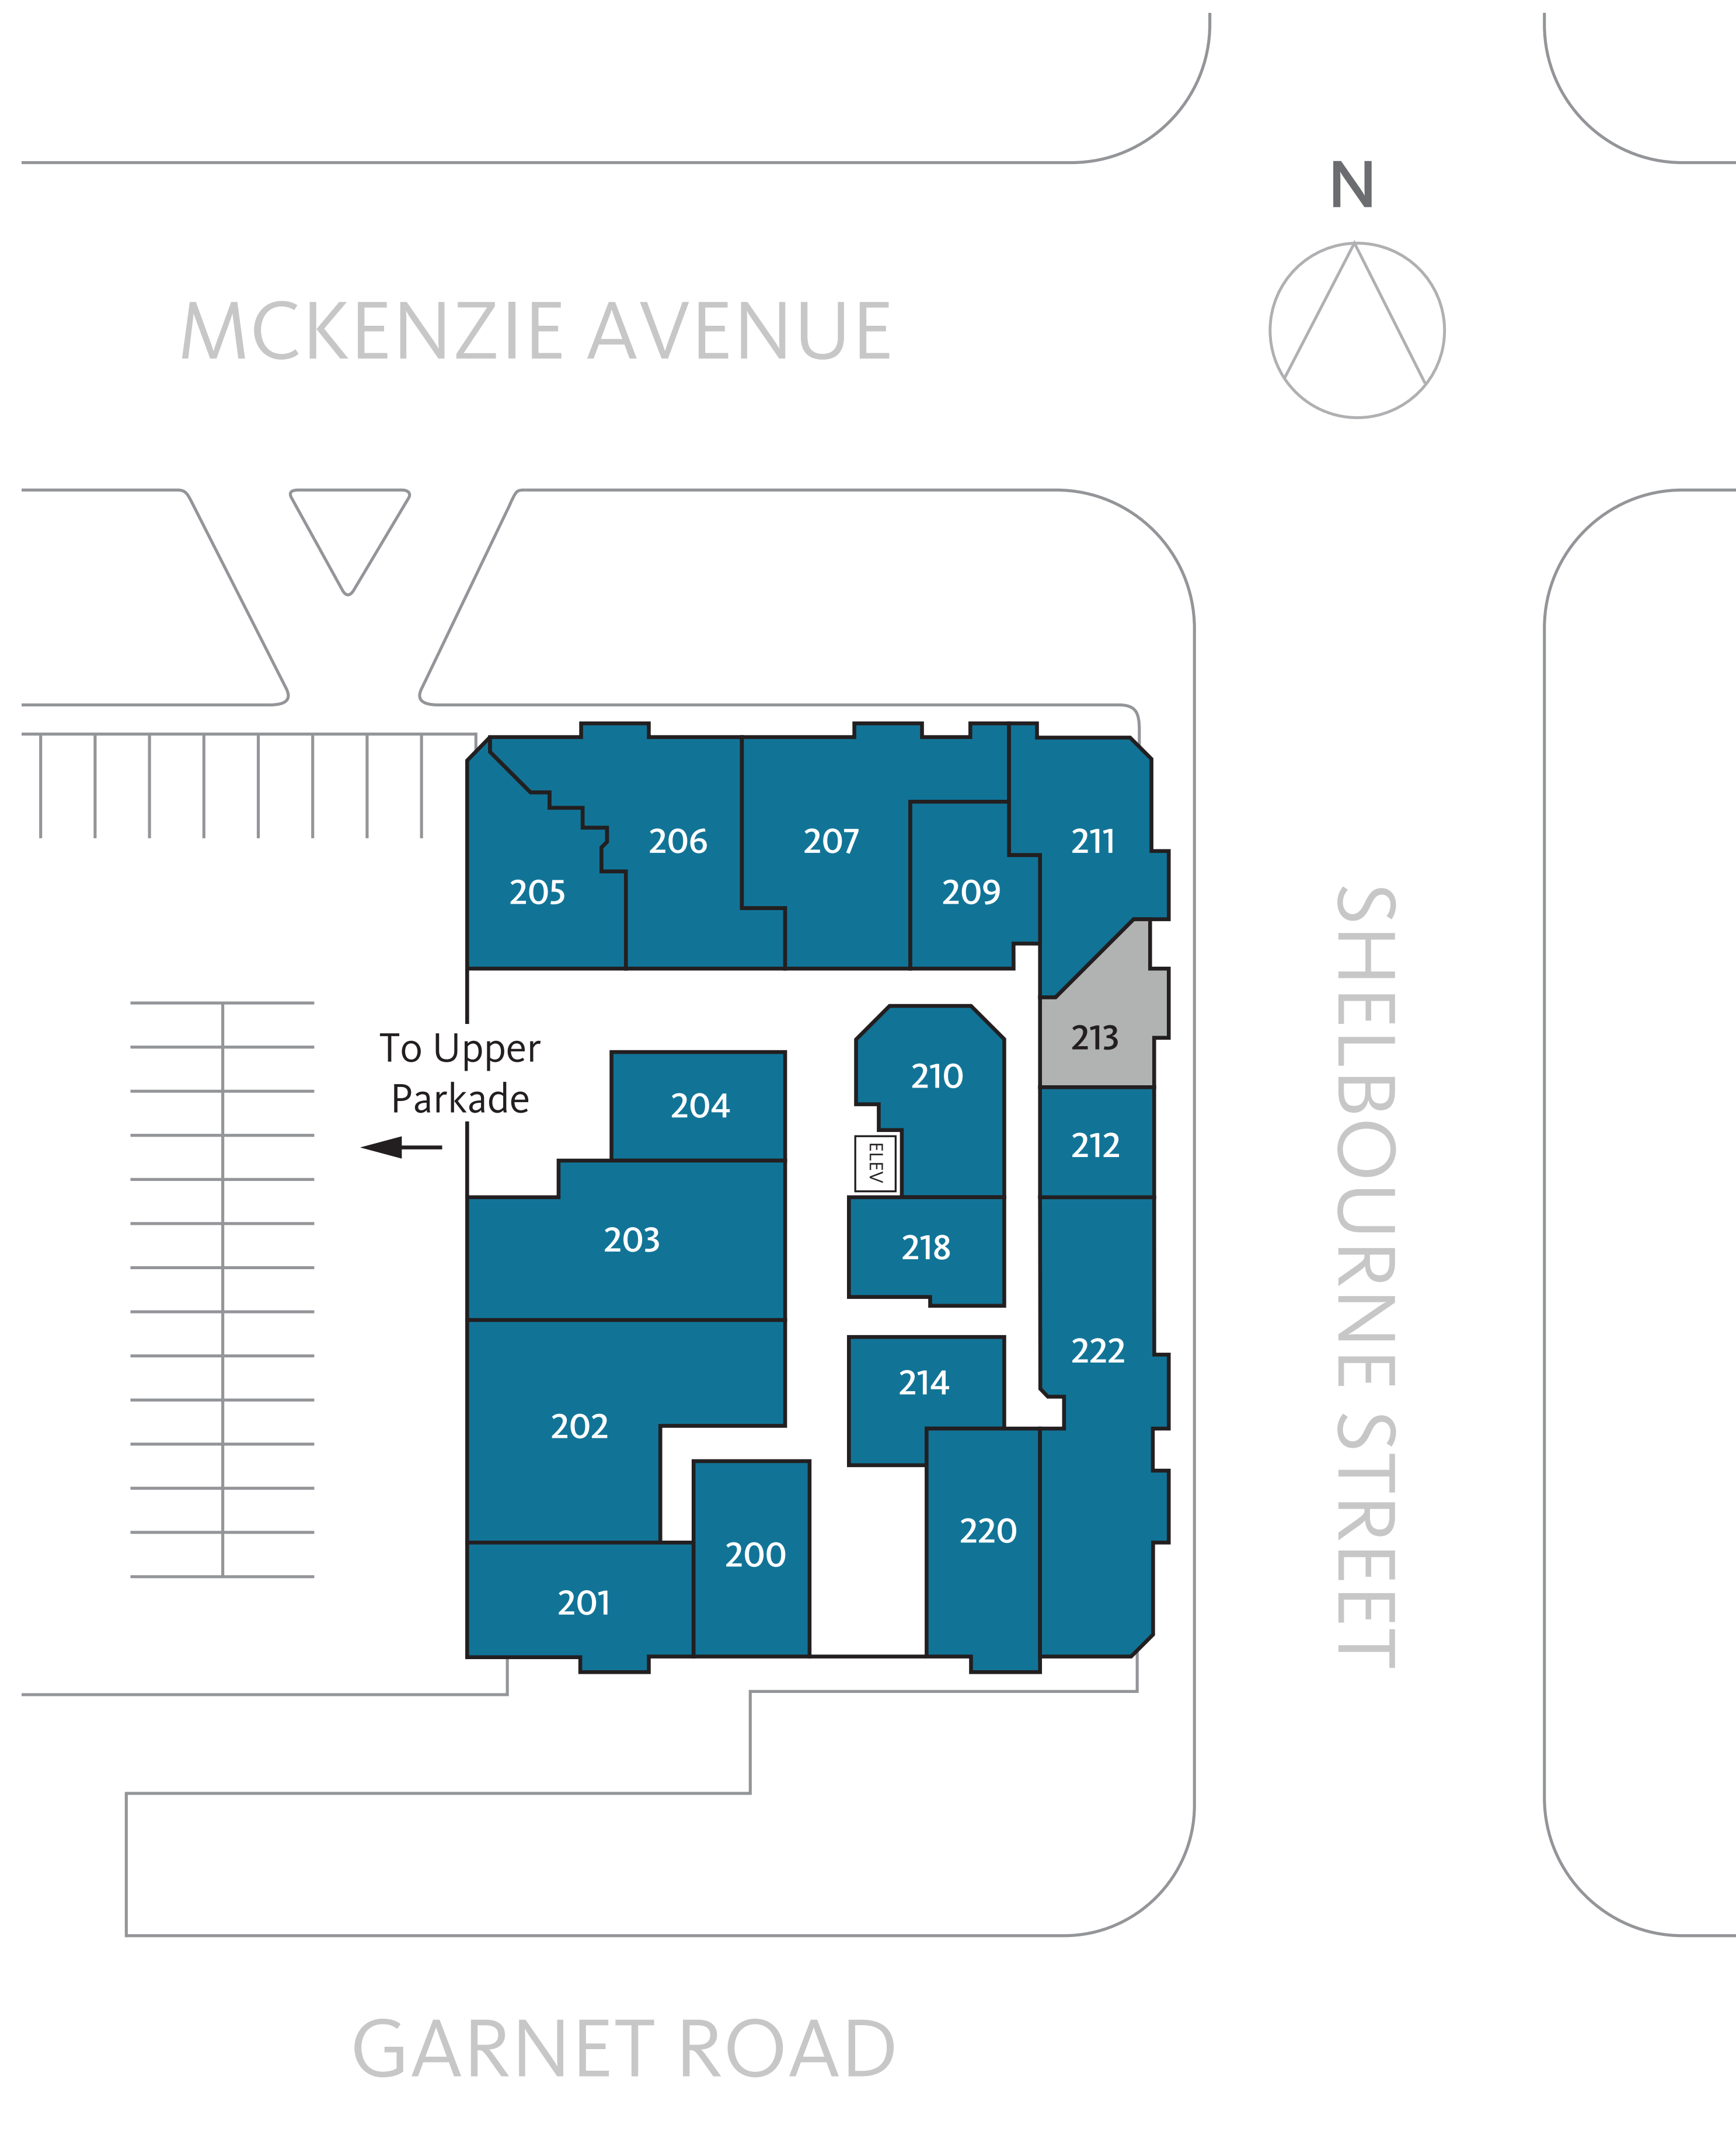 N
MCKENZIE AVENUE
206
207
211
205
209
213
To Upper
Parkade
210
204
212
ELEV
203
218
222
214
202
220
200
201
SHELBOURNE STREET
GARNET ROAD